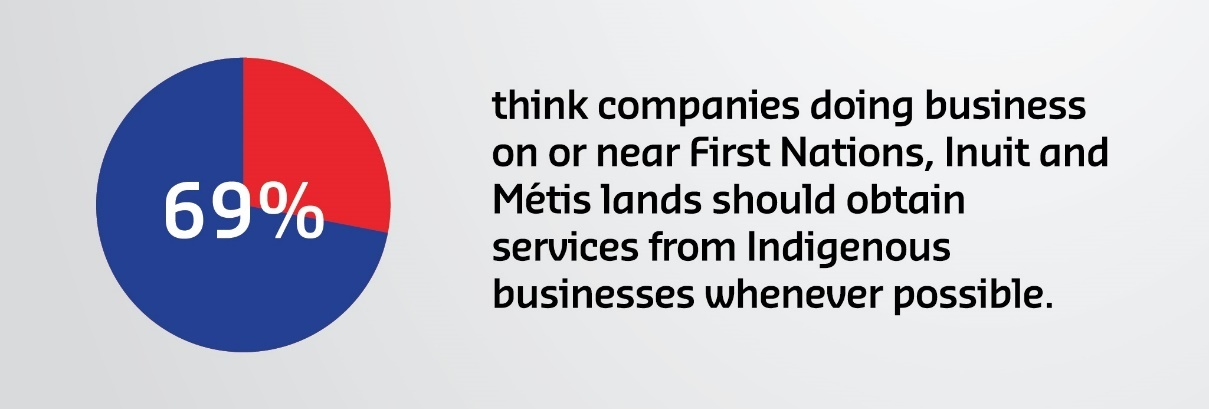 69%
think companies doing business
on or near First Nations, Inuit and
Métis lands should obtain
services from Indigenous
businesses whenever possible.